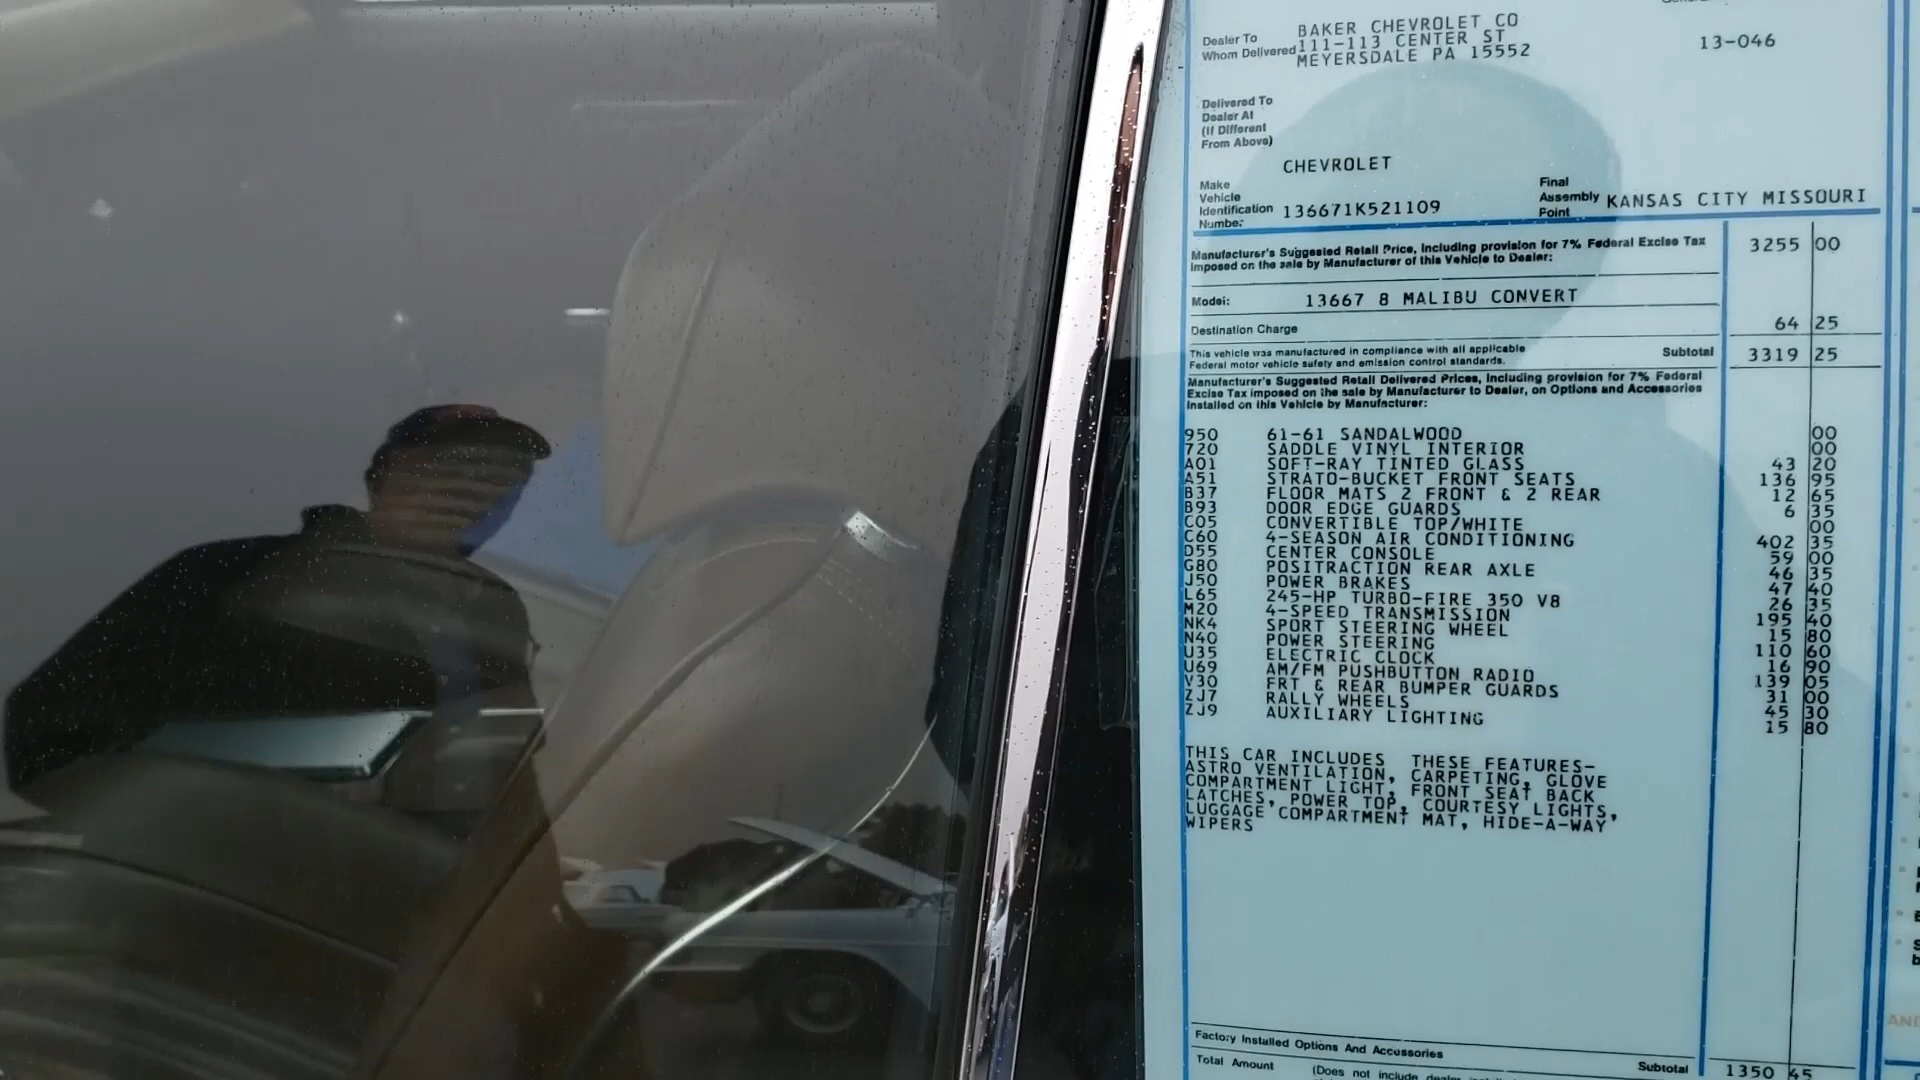 BAKER CHEVROLET CO
Dealer To
Whom Delivered 111-113 CENTER ST
MEYERSDALE PA 15552
13-046
Delivered To
Dealer At
(If Different
From Above)
CHEVROLET
Make
Vehicle
Identification 136671K521109
Number
Final
Assembly KANSAS CITY MISSOURI
Point
Manufacturer's Suggested Retail Price, Including provision for 7% Federal Excise Tax 3255 00
imposed on the sale by Manufacturer of this Vehicle to Dealer:
Model: 13667 8 MALIBU CONVERT
Destination Charge 64 25
This vehicle was manufactured in compliance with all applicable
Federal motor vehicle safety and emission control standards. Subtotal 3319 25
Manufacturer's Suggested Retail Delivered Prices, Including provision for 7% Federal
Excise Tax imposed on the sale by Manufacturer to Dealer, on Options and Accessories
Installed on this Vehicle by Manufacturer:
950 61-61 SANDALWOOD 00
720 SADDLE VINYL INTERIOR 00
A01 SOFT-RAY TINTED GLASS 43 20
A51 STRATO-BUCKET FRONT SEATS 136 95
B37 FLOOR MATS 2 FRONT & 2 REAR 12 65
B93 DOOR EDGE GUARDS 6 35
C05 CONVERTIBLE TOP/WHITE 00
C60 4-SEASON AIR CONDITIONING 402 35
D55 CENTER CONSOLE 59 00
G80 POSITRACTION REAR AXLE 46 35
J50 POWER BRAKES 47 40
L65 245-HP TURBO-FIRE 350 V8 26 35
M20 4-SPEED TRANSMISSION 195 40
NK4 SPORT STEERING WHEEL 15 80
N40 POWER STEERING 110 60
U35 ELECTRIC CLOCK 16 90
U69 AM/FM PUSHBUTTON RADIO 139 05
V30 FRT & REAR BUMPER GUARDS 31 00
ZJ7 RALLY WHEELS 45 30
ZJ9 AUXILIARY LIGHTING 15 80
THIS CAR INCLUDES THESE FEATURES-
ASTRO VENTILATION, CARPETING, GLOVE
COMPARTMENT LIGHT, FRONT SEAT BACK
LATCHES, POWER TOP, COURTESY LIGHTS,
LUGGAGE COMPARTMENT MAT, HIDE-A-WAY
WIPERS
Factory Installed Options And Accessories Subtotal 1350 45
Total Amount (Does not include